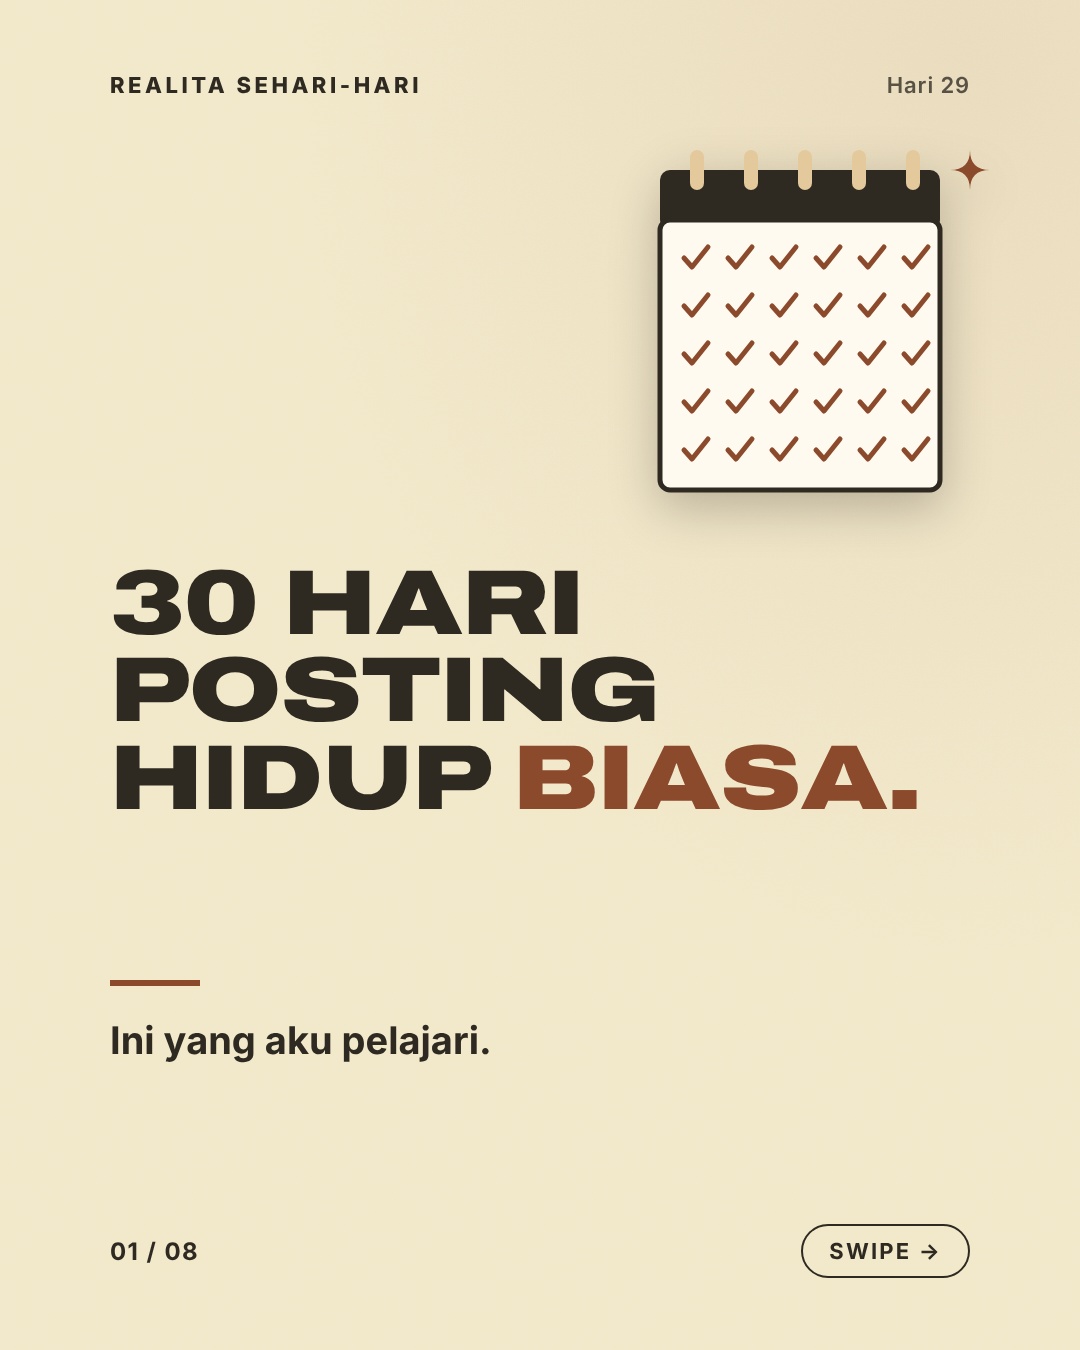 REALITA SEHARI-HARI
Hari 29
30 HARI
POSTING
HIDUP BIASA.
Ini yang aku pelajari.
01 / 08
SWIPE →